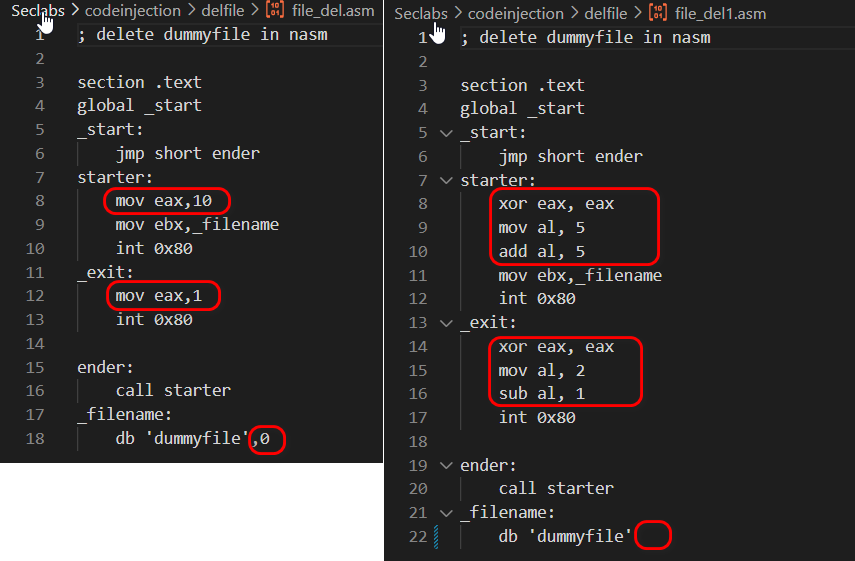 Seclabs > codeinjection > delfile > file_del.asm
1 ; delete dummyfile in nasm
2
3 section .text
4 global _start
5 _start:
6 jmp short ender
7 starter:
8 mov eax,10
9 mov ebx,_filename
10 int 0x80
11 _exit:
12 mov eax,1
13 int 0x80
14
15 ender:
16 call starter
17 _filename:
18 db 'dummyfile',0
Seclabs > codeinjection > delfile > file_del1.asm
1 ; delete dummyfile in nasm
2
3 section .text
4 global _start
5 _start:
6 jmp short ender
7 starter:
8 xor eax, eax
9 mov al, 5
10 add al, 5
11 mov ebx,_filename
12 int 0x80
13 _exit:
14 xor eax, eax
15 mov al, 2
16 sub al, 1
17 int 0x80
18
19 ender:
20 call starter
21 _filename:
22 db 'dummyfile'